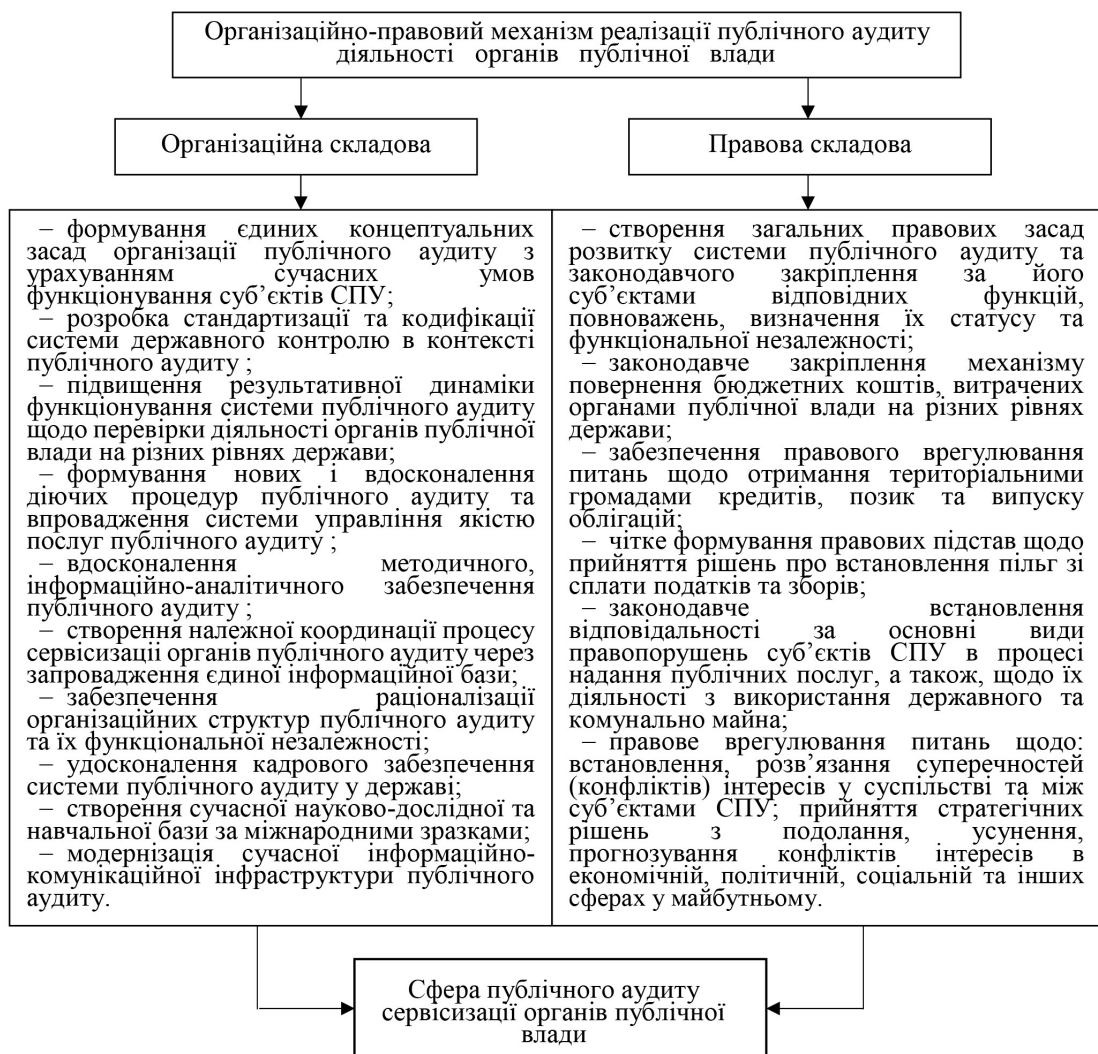 Організаційно-правовий механізм реалізації публічного аудиту
діяльності органів публічної влади
Організаційна складова
Правова складова
– формування єдиних концептуальних
засад організації публічного аудиту з
урахуванням сучасних умов
функціонування суб’єктів СПУ;
– розробка стандартизації та кодифікації
системи державного контролю в контексті
публічного аудиту ;
– підвищення результативної динаміки
функціонування системи публічного аудиту
щодо перевірки діяльності органів публічної
влади на різних рівнях держави;
– формування нових і вдосконалення
діючих процедур публічного аудиту та
впровадження системи управління якістю
послуг публічного аудиту ;
– вдосконалення методичного,
інформаційно-аналітичного забезпечення
публічного аудиту ;
– створення належної координації процесу
сервісизаціі органів публічного аудиту через
запровадження єдиної інформаційної бази;
– забезпечення раціоналізації
організаційних структур публічного аудиту
та їх функціональної незалежності;
– удосконалення кадрового забезпечення
системи публічного аудиту у державі;
– створення сучасної науково-дослідної та
навчальної бази за міжнародними зразками;
– модернізація сучасної інформаційно-
комунікаційної інфраструктури публічного
аудиту.
– створення загальних правових засад
розвитку системи публічного аудиту та
законодавчого закріплення за його
суб’єктами відповідних функцій,
повноважень, визначення їх статусу та
функціональної незалежності;
– законодавче закріплення механізму
повернення бюджетних коштів, витрачених
органами публічної влади на різних рівнях
держави;
– забезпечення правового врегулювання
питань щодо отримання територіальними
громадами кредитів, позик та випуску
облігацій;
– чітке формування правових підстав щодо
прийняття рішень про встановлення пільг зі
сплати податків та зборів;
– законодавче встановлення
відповідальності за основні види
правопорушень суб’єктів СПУ в процесі
надання публічних послуг, а також, щодо їх
діяльності з використання державного та
комунально майна;
– правове врегулювання питань щодо:
встановлення, розв’язання суперечностей
(конфліктів) інтересів у суспільстві та між
суб’єктами СПУ; прийняття стратегічних
рішень з подолання, усунення,
прогнозування конфліктів інтересів в
економічній, політичній, соціальній та інших
сферах у майбутньому.
Сфера публічного аудиту
сервісизації органів публічної
влади